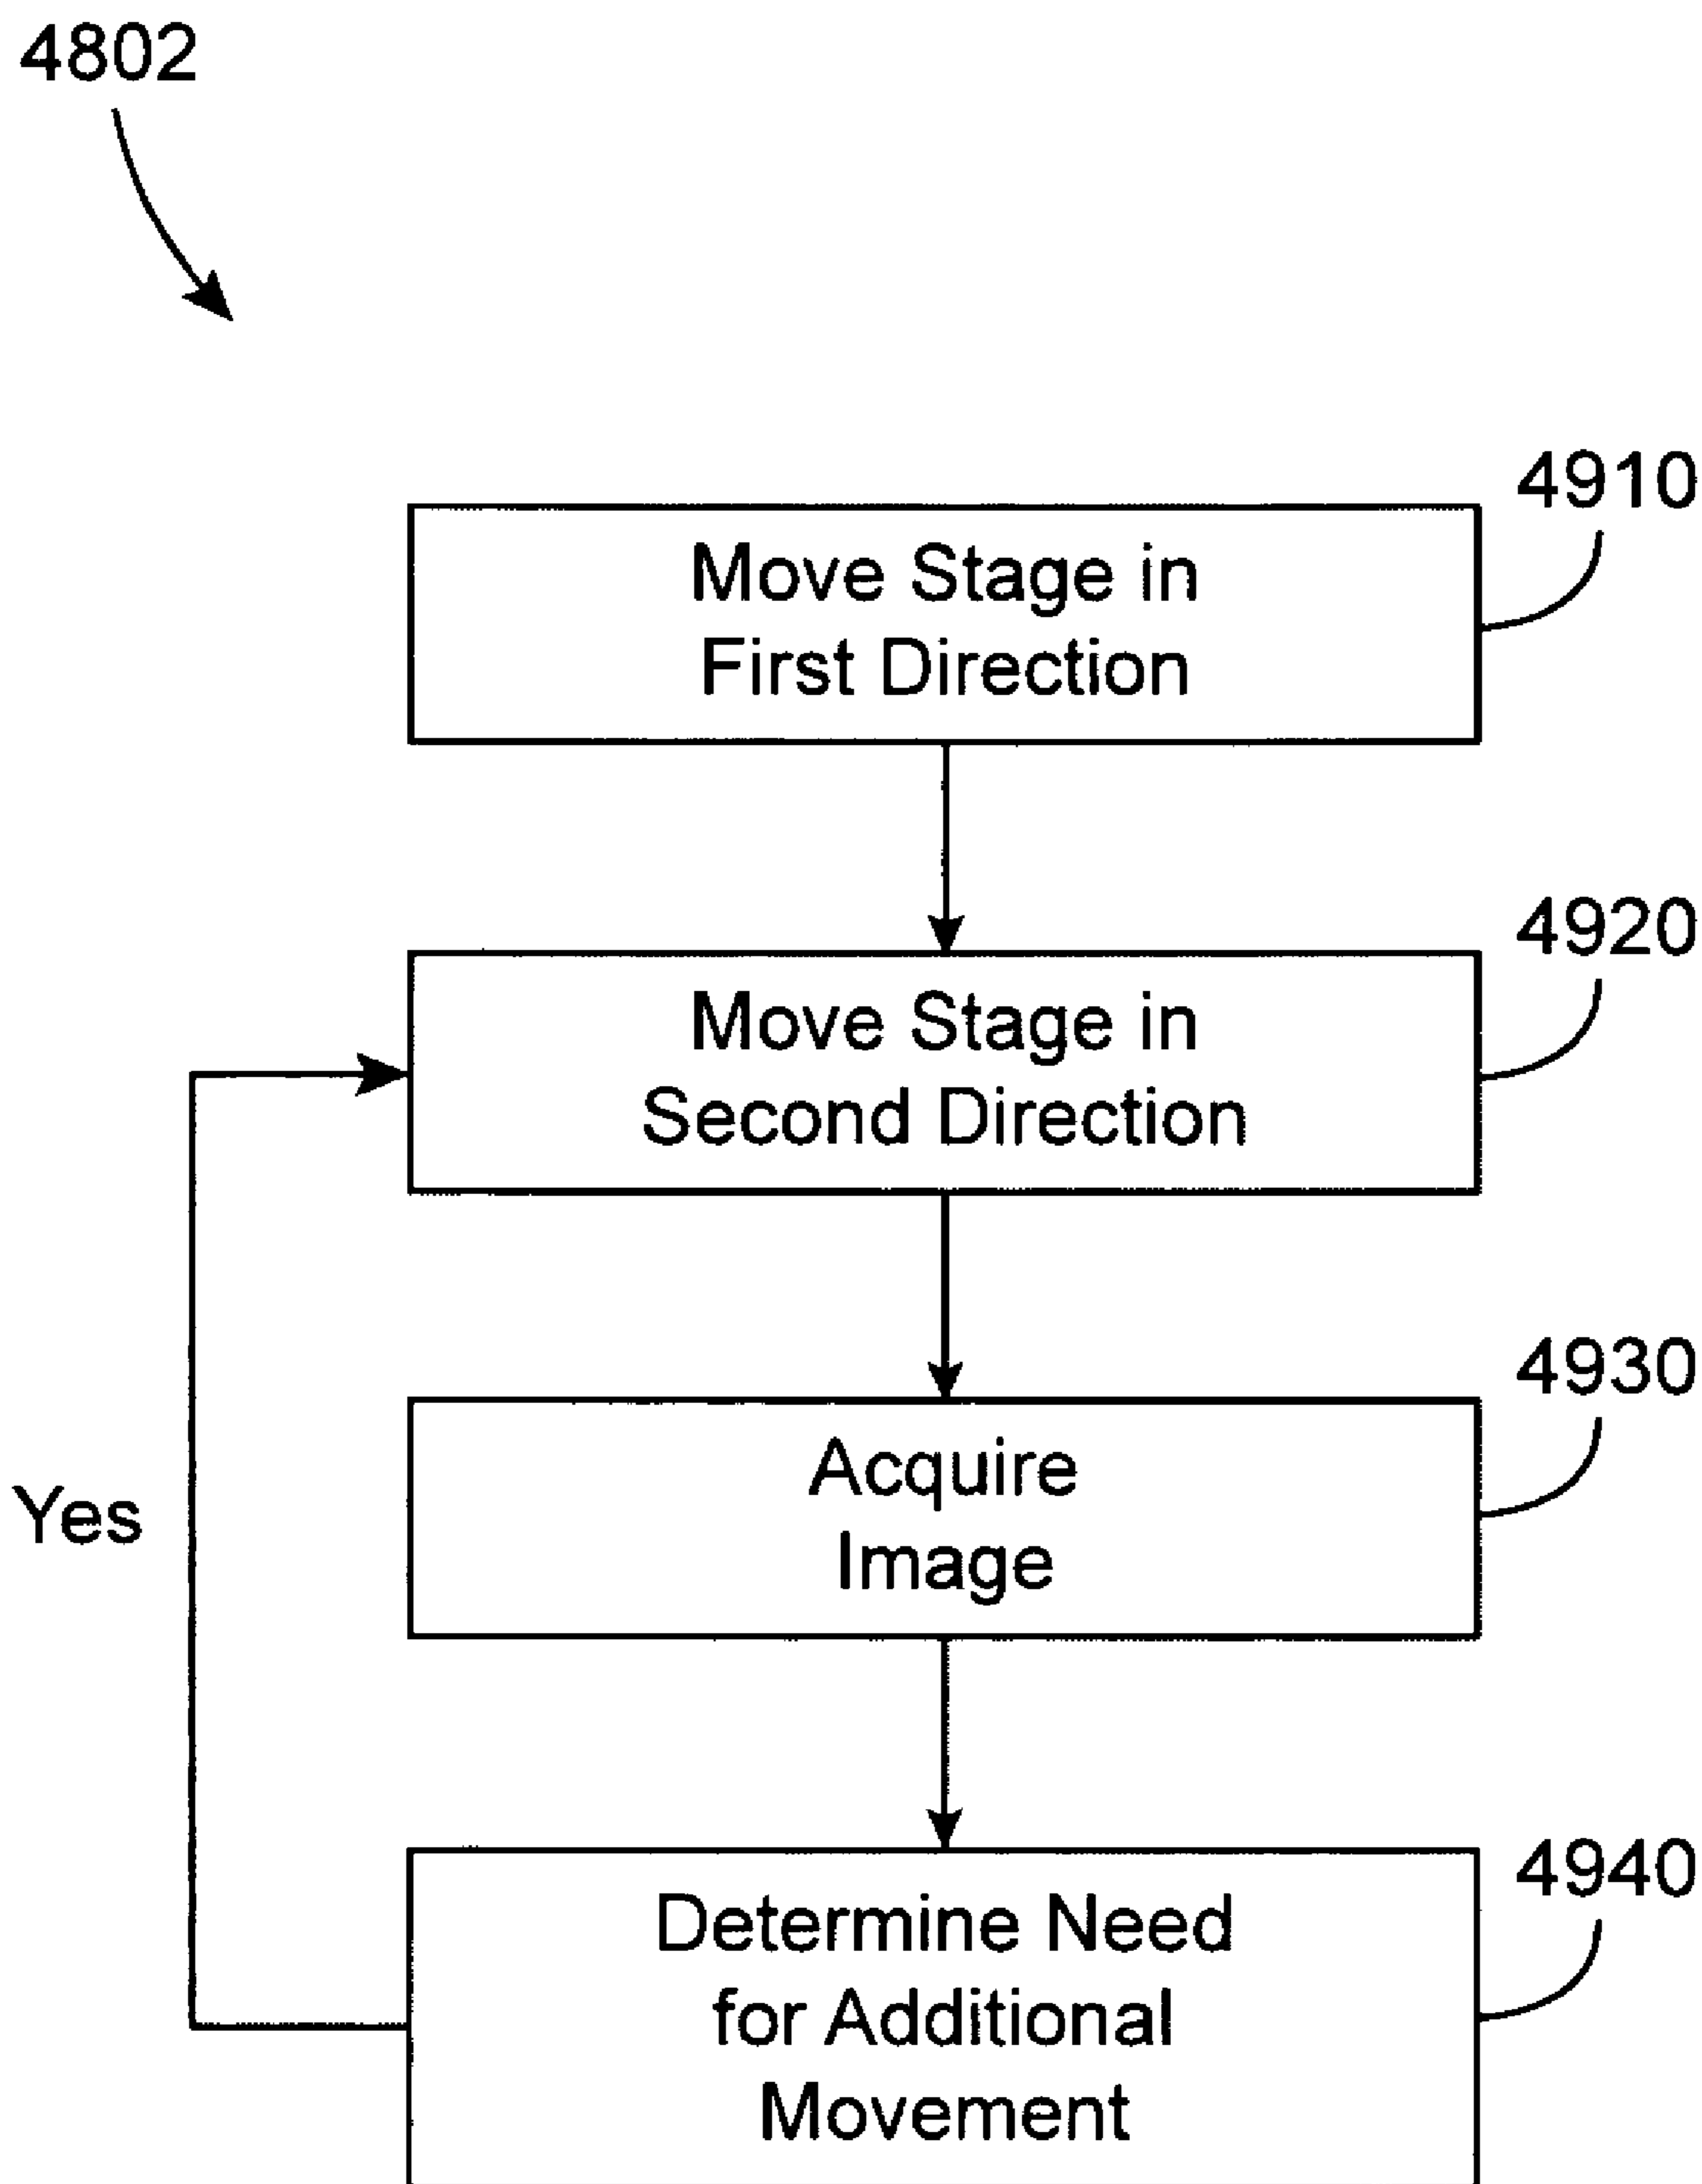 4802
4910
Move Stage in
First Direction
4920
Move Stage in
Second Direction
4930
Acquire
Image
Yes
4940
Determine Need
for Additional
Movement